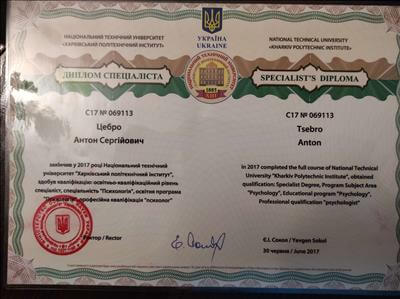 НАЦІОНАЛЬНИЙ ТЕХНІЧНИЙ УНІВЕРСИТЕТ
"ХАРКІВСЬКИЙ ПОЛІТЕХНІЧНИЙ ІНСТИТУТ"
УКРАЇНА
UKRAINE
NATIONAL TECHNICAL UNIVERSITY
«KHARKIV POLYTECHNIC INSTITUTE»
ДИПЛОМ СПЕЦІАЛІСТА
1885
ХПІ
SPECIALIST'S DIPLOMA
С17 № 069113
Цебро
Антон Сергійович
закінчив у 2017 році Національний технічний
університет "Харківський політехнічний інститут",
здобув кваліфікацію: освітньо-кваліфікаційний рівень
спеціаліст, спеціальність "Психологія", освітня програма
"Психологія", професійна кваліфікація "психолог"
Ректор / Rector
C17 № 069113
Tsebro
Anton
in 2017 completed the full course of National Technical
University "Kharkiv Polytechnic Institute", obtained
qualification: Specialist Degree, Program Subject Area
"Psychology", Educational program "Psychology",
Professional qualification "psychologist"
Є.І. Сокол / Yevgen Sokol
30 червня / June 2017